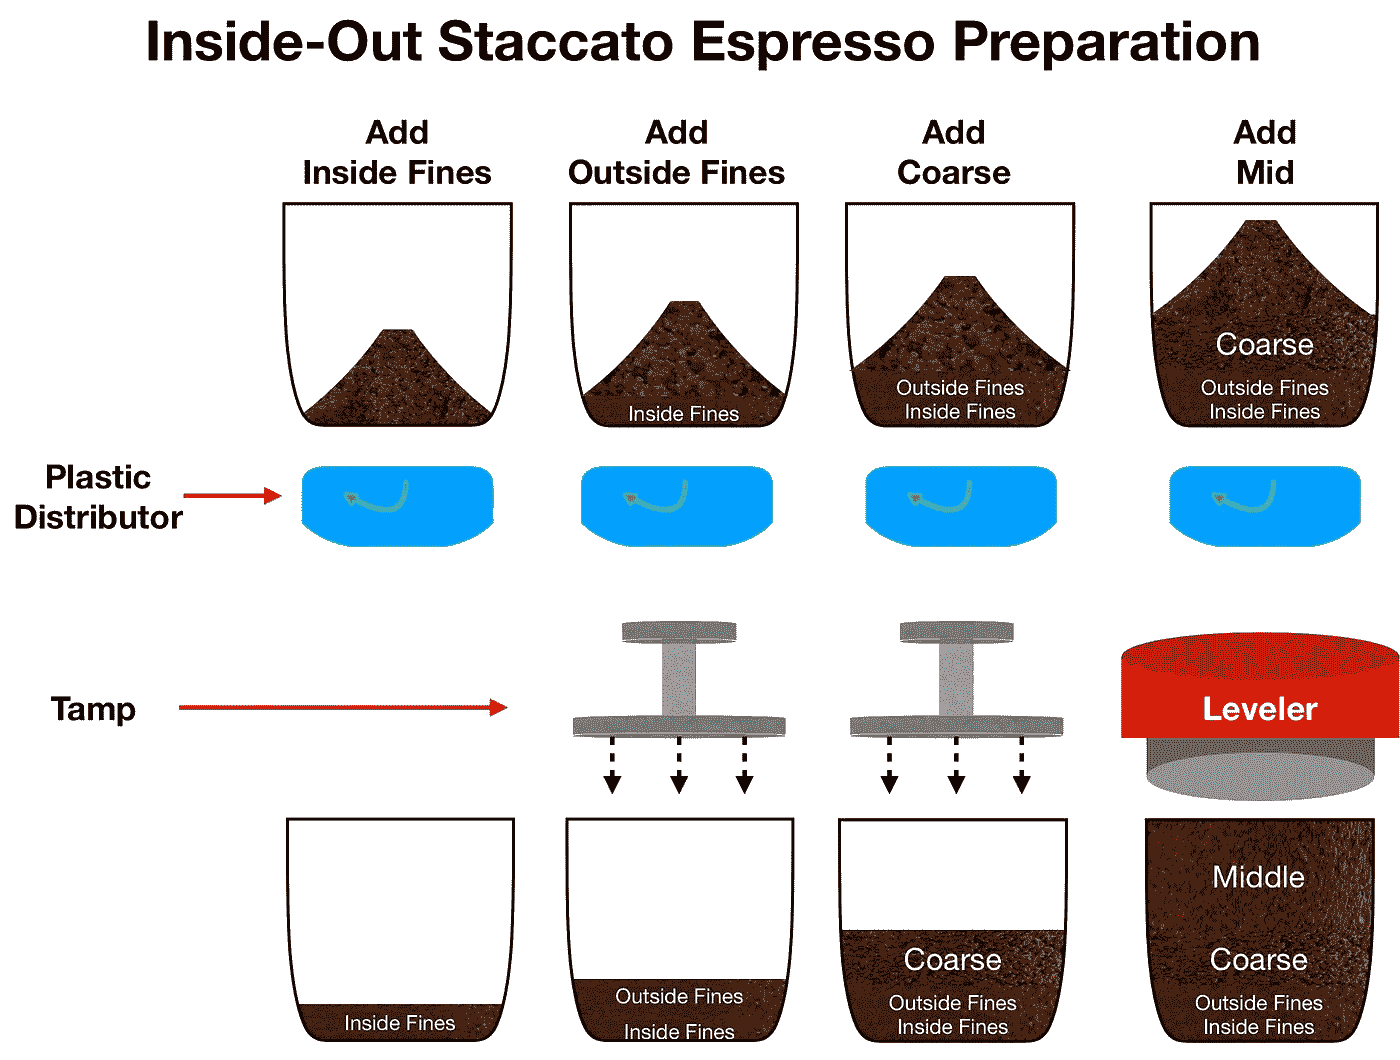 Inside-Out Staccato Espresso Preparation
Add
Inside Fines
Add
Outside Fines
Add
Coarse
Add
Mid
Inside Fines
Outside Fines
Inside Fines
Coarse
Outside Fines
Inside Fines
Plastic
Distributor
Tamp
Leveler
Inside Fines
Outside Fines
Inside Fines
Coarse
Outside Fines
Inside Fines
Middle
Coarse
Outside Fines
Inside Fines